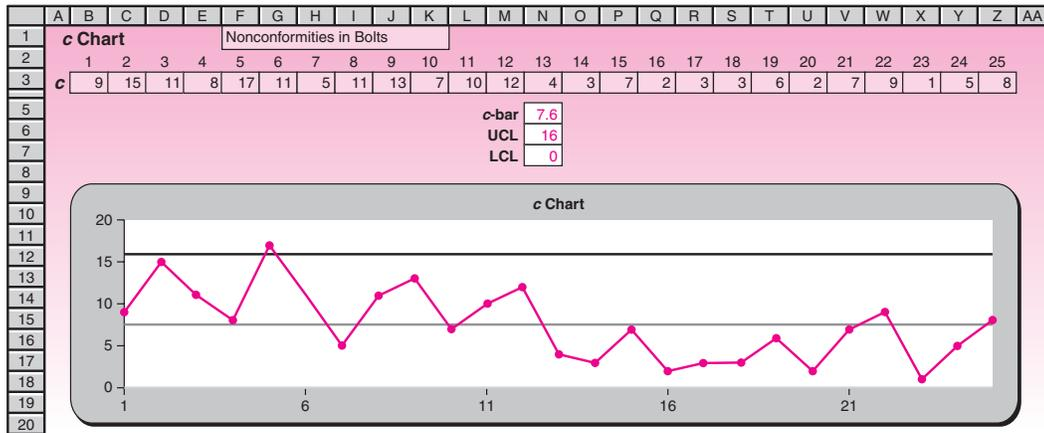 A B C D E F G H I J K L M N O P Q R S T U V W X Y Z AA
1 c Chart Nonconformities in Bolts
2 1 2 3 4 5 6 7 8 9 10 11 12 13 14 15 16 17 18 19 20 21 22 23 24 25
3 c 9 15 11 8 17 11 5 11 13 7 10 12 4 3 7 2 3 3 6 2 7 9 1 5 8
5 c-bar 7.6
6 UCL 16
7 LCL 0
8
9
c Chart
10 20
11
12
13 15
14 10
15
16 5
17
18 0
19 1 6 11 16 21
20